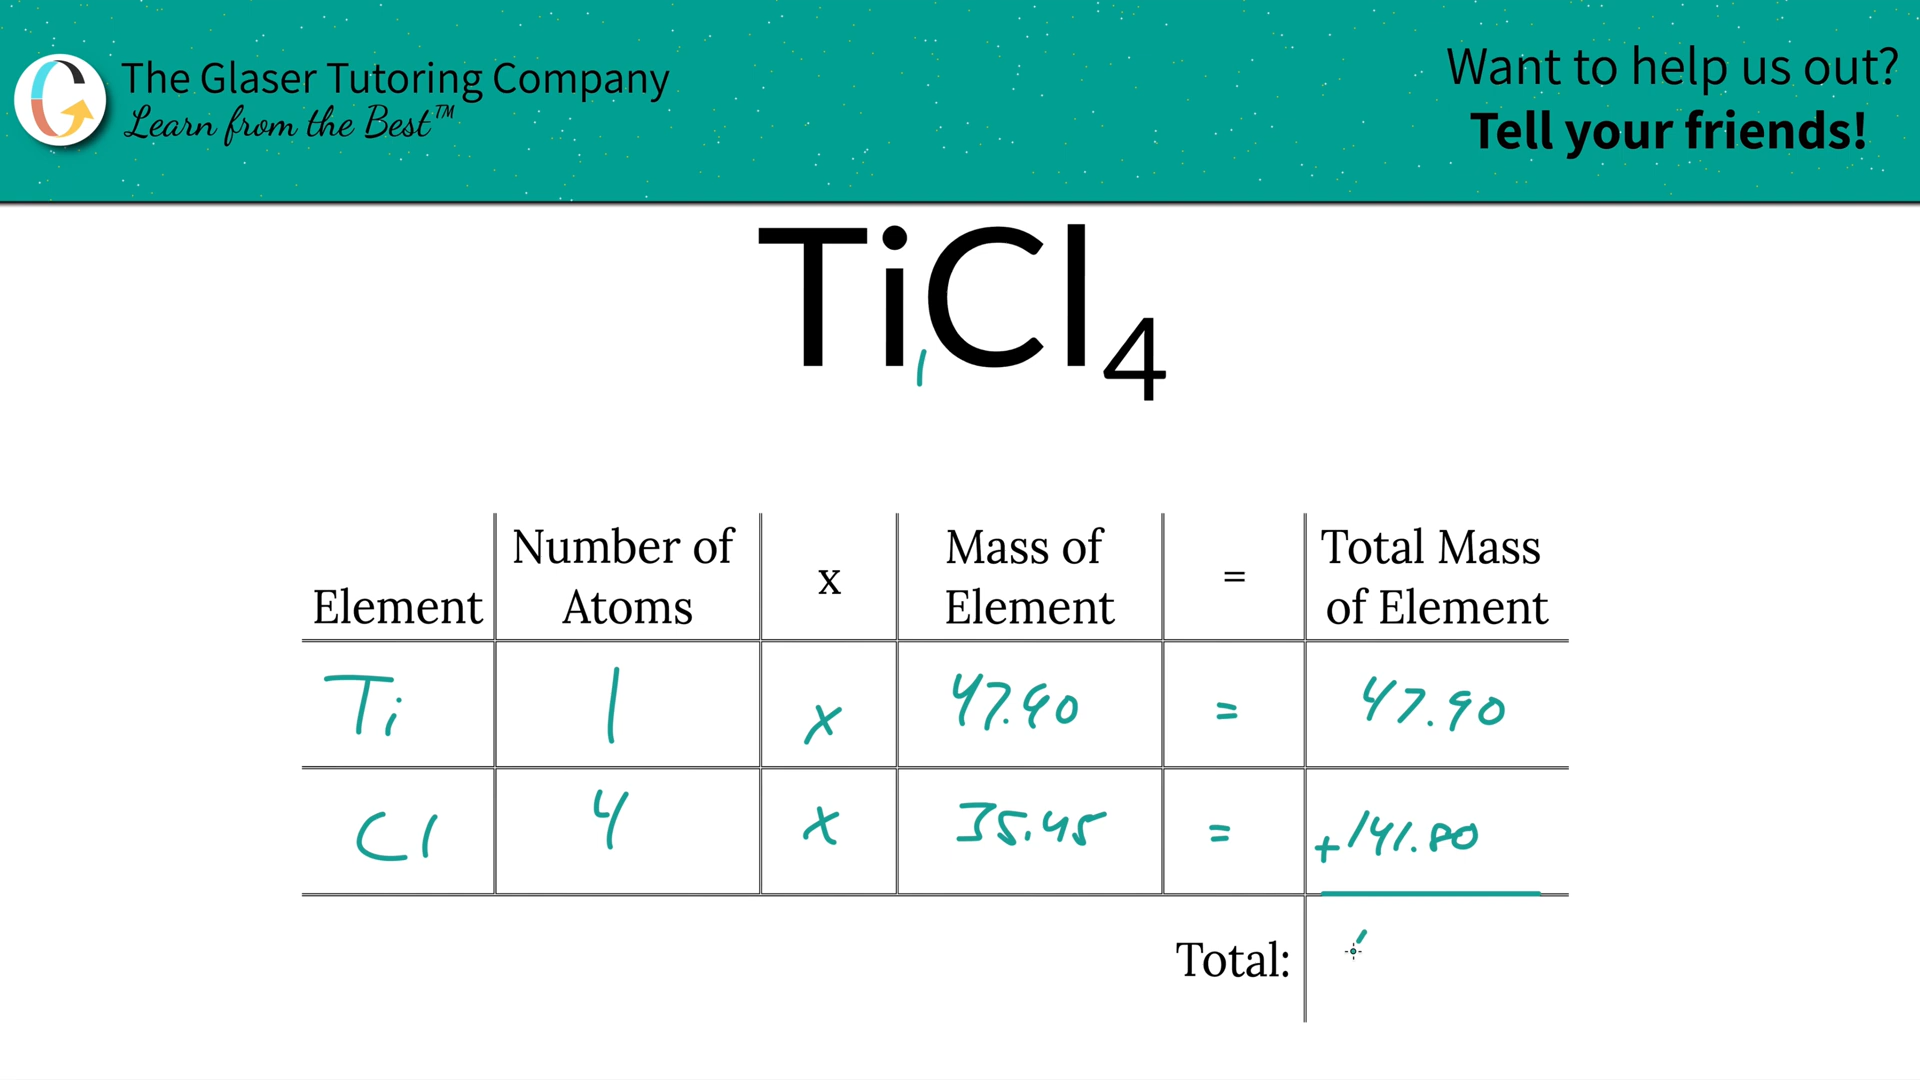 The Glaser Tutoring Company
Learn from the Best™
Want to help us out?
Tell your friends!
TiCl4
1
Element
Number of
Atoms
x
Mass of
Element
=
Total Mass
of Element
Ti 1 x 47.90 = 47.90
Cl 4 x 35.45 = +141.80
Total: